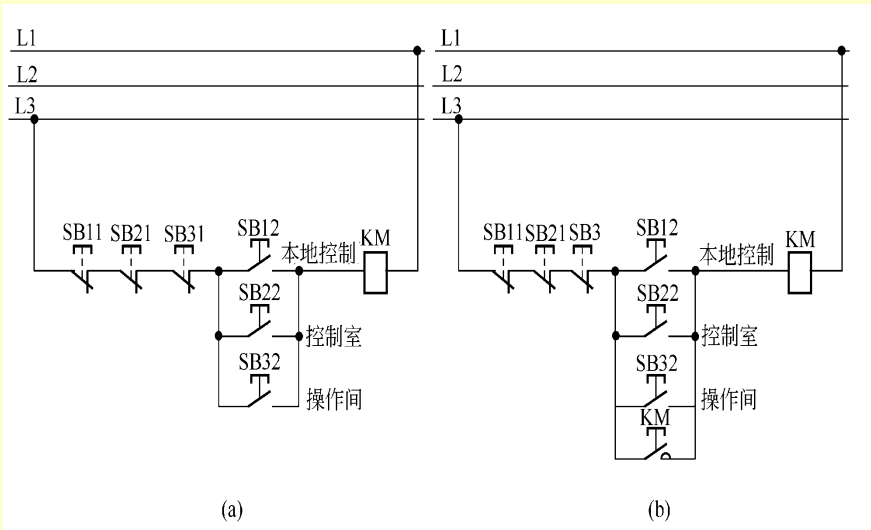 L1
L2
L3
SB11 SB21 SB31 SB12 本地控制 KM
SB22
控制室
SB32
操作间
(a)
L1
L2
L3
SB11 SB21 SB3 SB12 本地控制 KM
SB22
控制室
SB32
操作间
KM
(b)